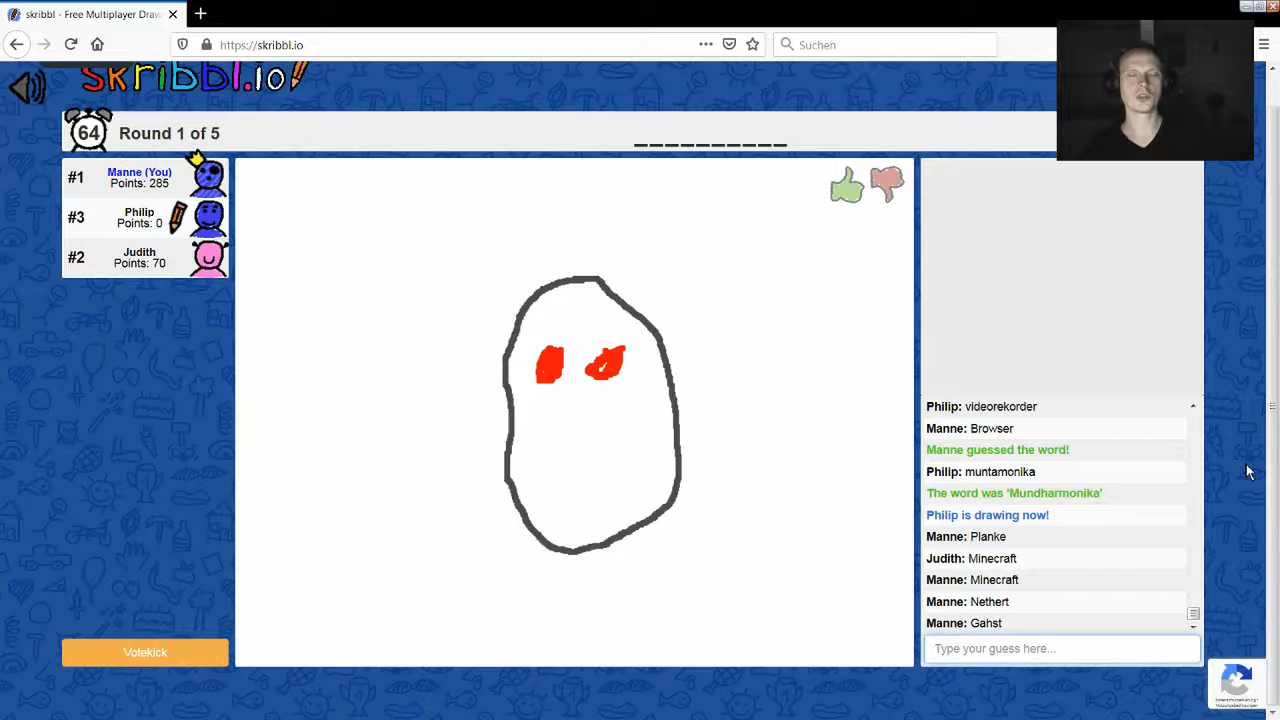 skribbl - Free Multiplayer Draw
https://skribbl.io
Suchen
skribbl.io
64
Round 1 of 5
#1
Manne (You)
Points: 285
#3
Philip
Points: 0
#2
Judith
Points: 70
Votekick
Philip: videorekorder
Manne: Browser
Manne guessed the word!
Philip: muntamonika
The word was 'Mundharmonika'
Philip is drawing now!
Manne: Planke
Judith: Minecraft
Manne: Minecraft
Manne: Nethert
Manne: Gahst
Type your guess here...